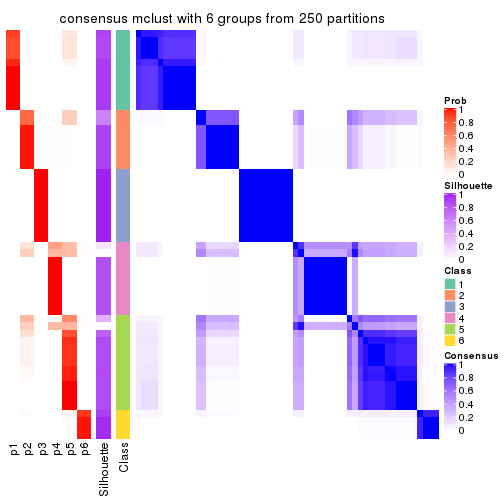 consensus mclust with 6 groups from 250 partitions
Prob
1
0.8
0.6
0.4
0.2
0
Silhouette
1
0.8
0.6
0.4
0.2
0
Class
1
2
3
4
5
6
Consensus
1
0.8
0.6
0.4
0.2
0
p1
p2
p3
p4
p5
p6
Silhouette
Class